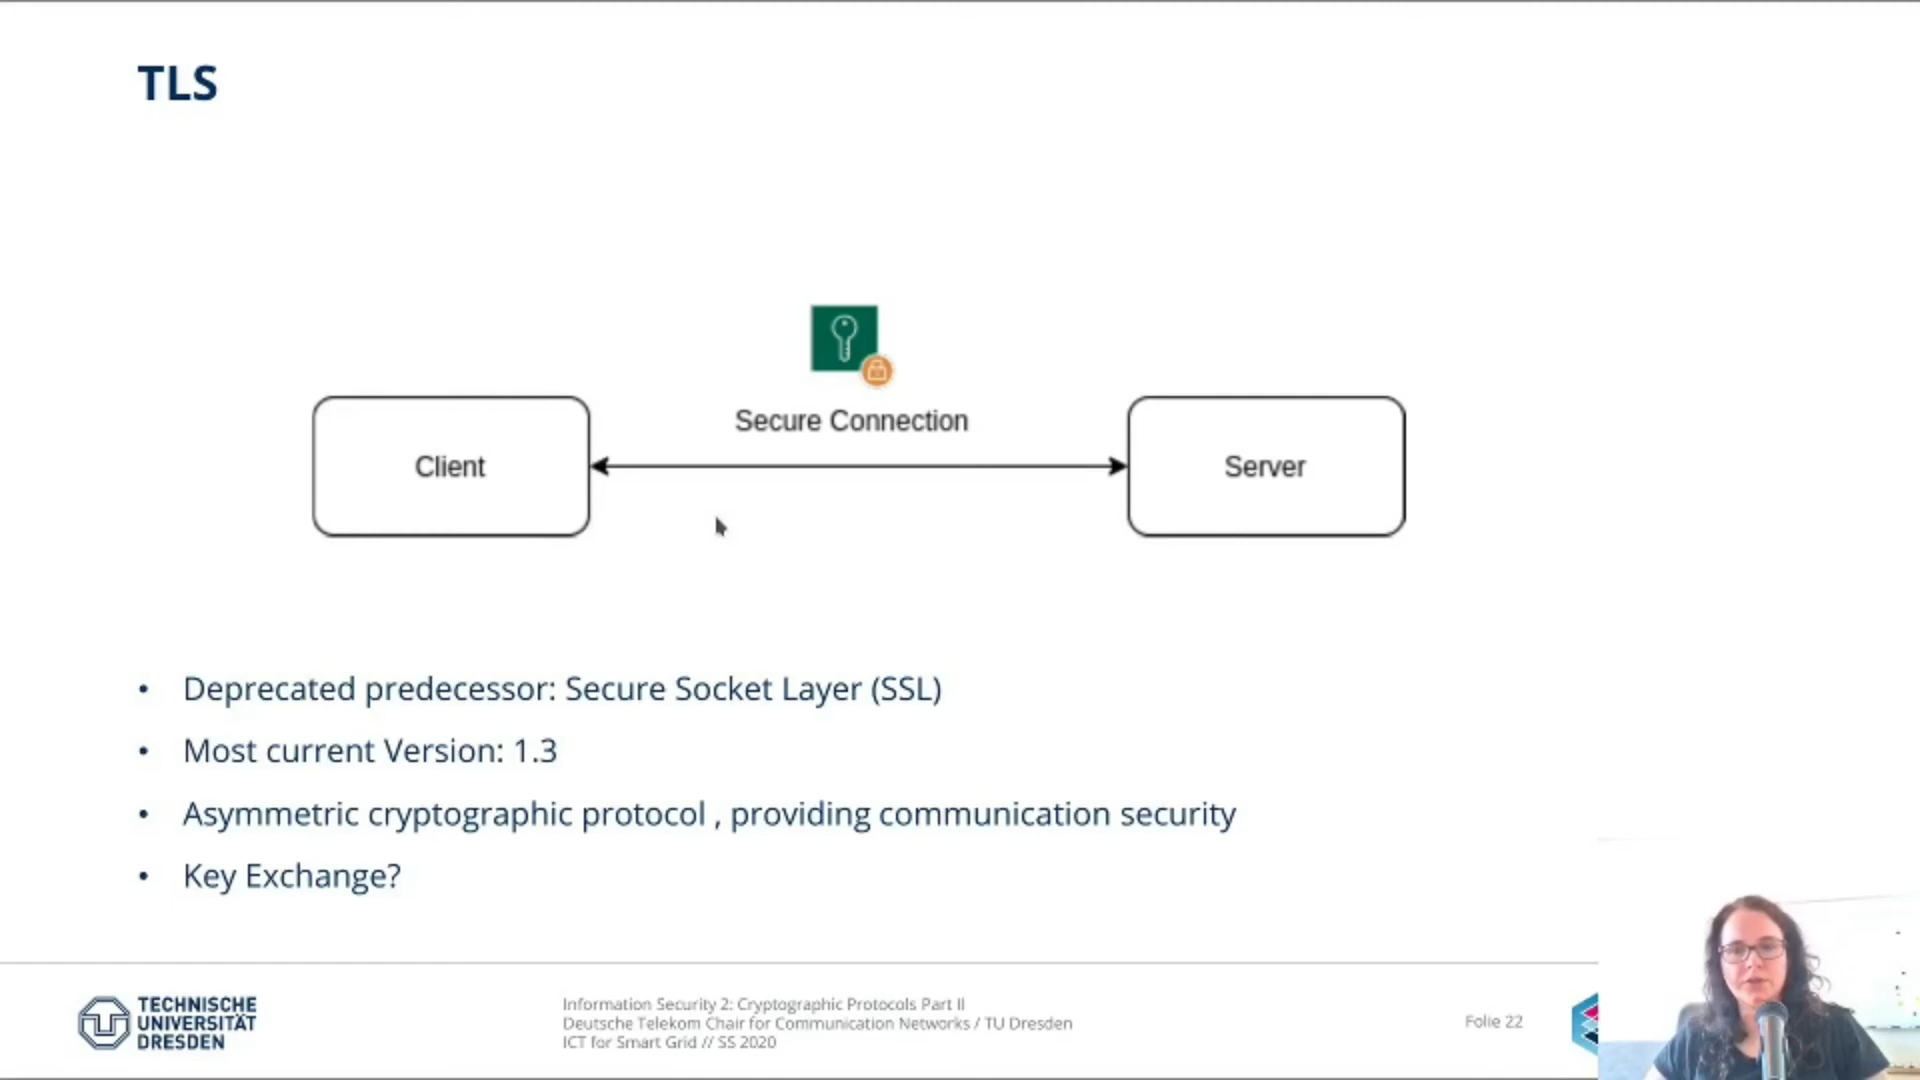 TLS
Secure Connection
Client
Server
• Deprecated predecessor: Secure Socket Layer (SSL)
• Most current Version: 1.3
• Asymmetric cryptographic protocol , providing communication security
• Key Exchange?
TECHNISCHE
UNIVERSITÄT
DRESDEN
Information Security 2: Cryptographic Protocols Part II
Deutsche Telekom Chair for Communication Networks / TU Dresden
ICT for Smart Grid // SS 2020
Folie 22